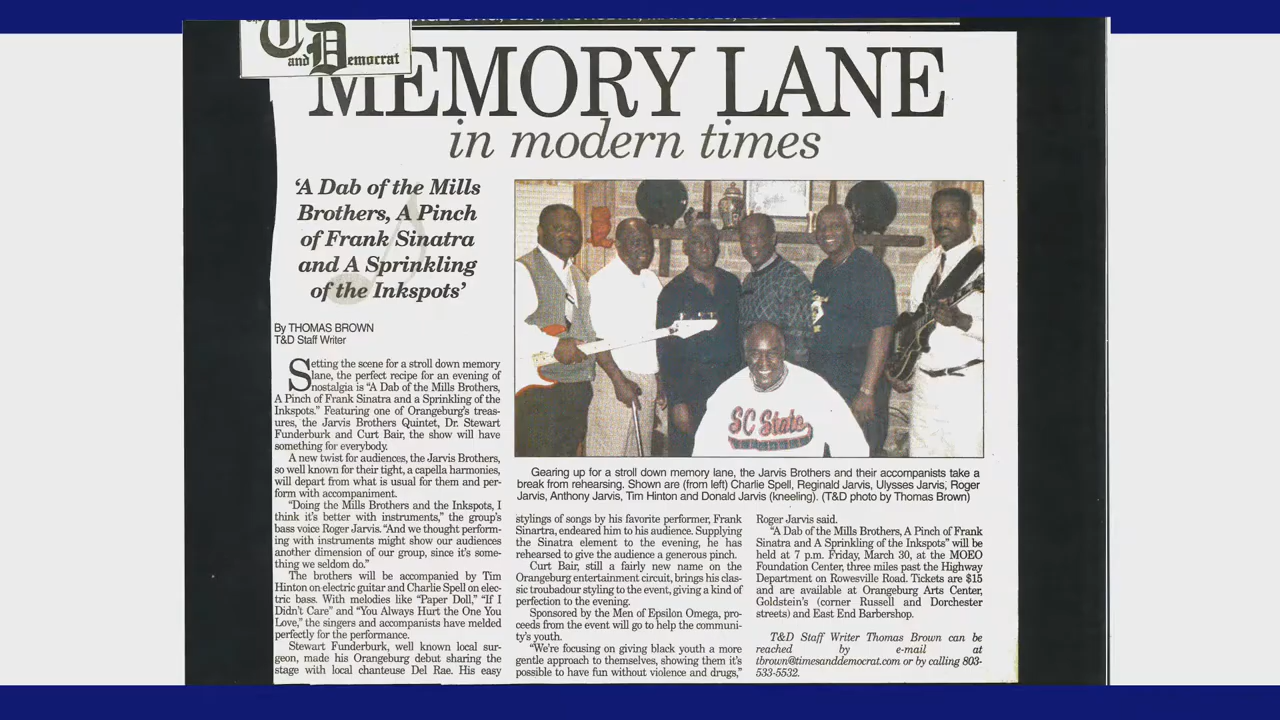 T
and Democrat
MEMORY LANE
in modern times
‘A Dab of the Mills
Brothers, A Pinch
of Frank Sinatra
and A Sprinkling
of the Inkspots’
By THOMAS BROWN
T&D Staff Writer
Setting the scene for a stroll down memory
lane, the perfect recipe for an evening of
nostalgia is “A Dab of the Mills Brothers,
A Pinch of Frank Sinatra and a Sprinkling of the
Inkspots.” Featuring one of Orangeburg's treas-
ures, the Jarvis Brothers Quintet, Dr. Stewart
Funderburk and Curt Bair, the show will have
something for everybody.
A new twist for audiences, the Jarvis Brothers,
so well known for their tight, a capella harmonies,
will depart from what is usual for them and per-
form with accompaniment.
“Doing the Mills Brothers and the Inkspots, I
think it's better with instruments,” the group's
bass voice Roger Jarvis. “And we thought perform-
ing with instruments might show our audiences
another dimension of our group, since it's some-
thing we seldom do.”
The brothers will be accompanied by Tim
Hinton on electric guitar and Charlie Spell on elec-
tric bass. With melodies like “Paper Doll,” “If I
Didn't Care” and “You Always Hurt the One You
Love,” the singers and accompanists have melded
perfectly for the performance.
Stewart Funderburk, well known local sur-
geon, made his Orangeburg debut sharing the
stage with local chanteuse Del Rae. His easy
SC State
Gearing up for a stroll down memory lane, the Jarvis Brothers and their accompanists take a
break from rehearsing. Shown are (from left) Charlie Spell, Reginald Jarvis, Ulysses Jarvis, Roger
Jarvis, Anthony Jarvis, Tim Hinton and Donald Jarvis (kneeling). (T&D photo by Thomas Brown)
stylings of songs by his favorite performer, Frank
Sinartra, endeared him to his audience. Supplying
the Sinatra element to the evening, he has
rehearsed to give the audience a generous pinch.
Curt Bair, still a fairly new name on the
Orangeburg entertainment circuit, brings his clas-
sic troubadour styling to the event, giving a kind of
perfection to the evening.
Sponsored by the Men of Epsilon Omega, pro-
ceeds from the event will go to help the communi-
ty's youth.
“We're focusing on giving black youth a more
gentle approach to themselves, showing them it's
possible to have fun without violence and drugs,”
Roger Jarvis said.
“A Dab of the Mills Brothers, A Pinch of Frank
Sinatra and A Sprinkling of the Inkspots” will be
held at 7 p.m. Friday, March 30, at the MOEO
Foundation Center, three miles past the Highway
Department on Rowesville Road. Tickets are $15
and are available at Orangeburg Arts Center,
Goldstein's (corner Russell and Dorchester
streets) and East End Barbershop.
T&D Staff Writer Thomas Brown can be
reached by e-mail at
tbrown@timesanddemocrat.com or by calling 803-
533-5532.